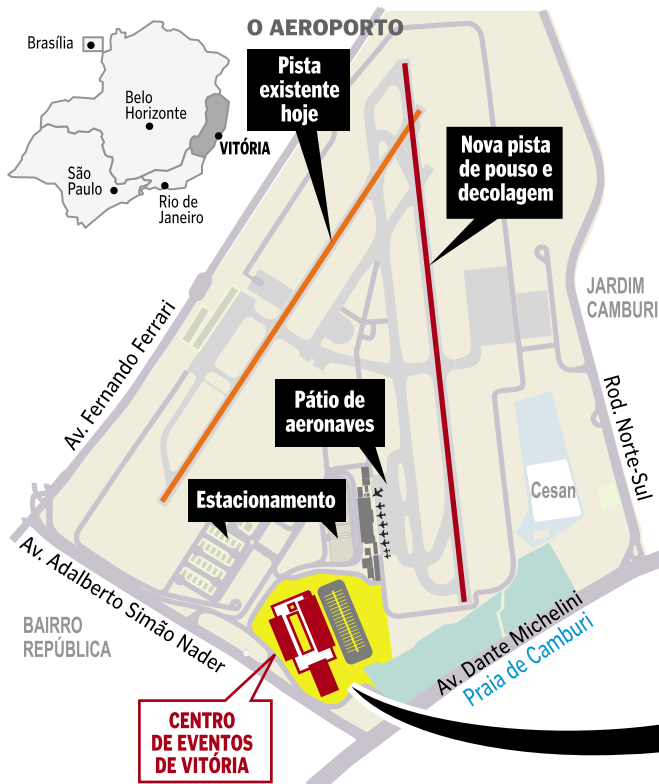 O AEROPORTO
Brasília
Belo
Horizonte
VITÓRIA
São
Paulo
Rio de
Janeiro
Pista
existente
hoje
Nova pista
de pouso e
decolagem
JARDIM
CAMBURI
Av. Fernando Ferrari
Rod. Norte-Sul
Pátio de
aeronaves
Estacionamento
Cesan
Av. Adalberto Simão Nader
BAIRRO
REPÚBLICA
Av. Dante Michelini
Praia de Camburi
CENTRO
DE EVENTOS
DE VITÓRIA